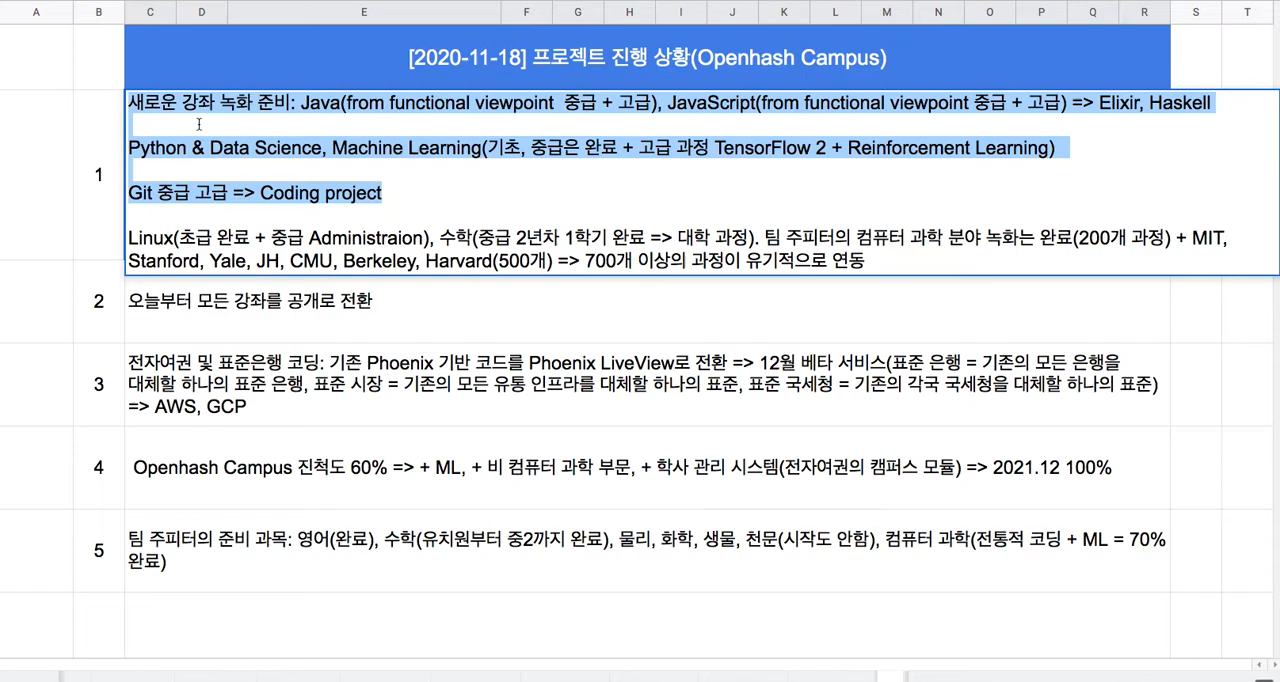 A B C D E F G H I J K L M N O P Q R S T
[2020-11-18] 프로젝트 진행 상황(Openhash Campus)
1
새로운 강좌 녹화 준비: Java(from functional viewpoint 중급 + 고급), JavaScript(from functional viewpoint 중급 + 고급) => Elixir, Haskell
Python & Data Science, Machine Learning(기초, 중급은 완료 + 고급 과정 TensorFlow 2 + Reinforcement Learning)
Git 중급 고급 => Coding project
Linux(초급 완료 + 중급 Administraion), 수학(중급 2년차 1학기 완료 => 대학 과정). 팀 주피터의 컴퓨터 과학 분야 녹화는 완료(200개 과정) + MIT,
Stanford, Yale, JH, CMU, Berkeley, Harvard(500개) => 700개 이상의 과정이 유기적으로 연동
2
오늘부터 모든 강좌를 공개로 전환
3
전자여권 및 표준은행 코딩: 기존 Phoenix 기반 코드를 Phoenix LiveView로 전환 => 12월 베타 서비스(표준 은행 = 기존의 모든 은행을
대체할 하나의 표준 은행, 표준 시장 = 기존의 모든 유통 인프라를 대체할 하나의 표준, 표준 국세청 = 기존의 각국 국세청을 대체할 하나의 표준)
=> AWS, GCP
4
Openhash Campus 진척도 60% => + ML, + 비 컴퓨터 과학 부문, + 학사 관리 시스템(전자여권의 캠퍼스 모듈) => 2021.12 100%
5
팀 주피터의 준비 과목: 영어(완료), 수학(유치원부터 중2까지 완료), 물리, 화학, 생물, 천문(시작도 안함), 컴퓨터 과학(전통적 코딩 + ML = 70%
완료)